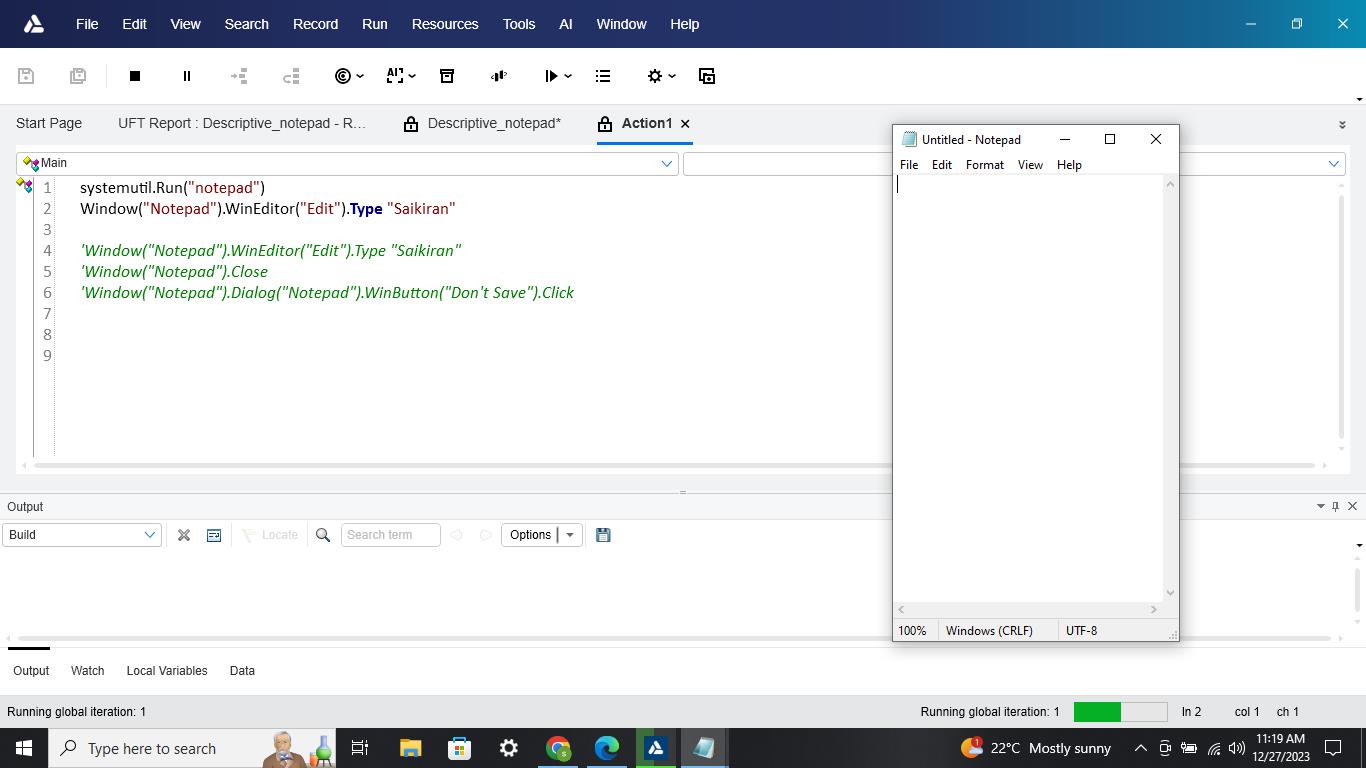 File Edit View Search Record Run Resources Tools AI Window Help
Start Page UFT Report : Descriptive_notepad - R... Descriptive_notepad* Action1
Main
1 systemutil.Run("notepad")
2 Window("Notepad").WinEditor("Edit").Type "Saikiran"
3
4 'Window("Notepad").WinEditor("Edit").Type "Saikiran"
5 'Window("Notepad").Close
6 'Window("Notepad").Dialog("Notepad").WinButton("Don't Save").Click
7
8
9
Untitled - Notepad
File Edit Format View Help
100% Windows (CRLF) UTF-8
Output
Build Locate Search term Options
Output Watch Local Variables Data
Running global iteration: 1 Running global iteration: 1 ln 2 col 1 ch 1
Type here to search 1 22°C Mostly sunny 11:19 AM
12/27/2023